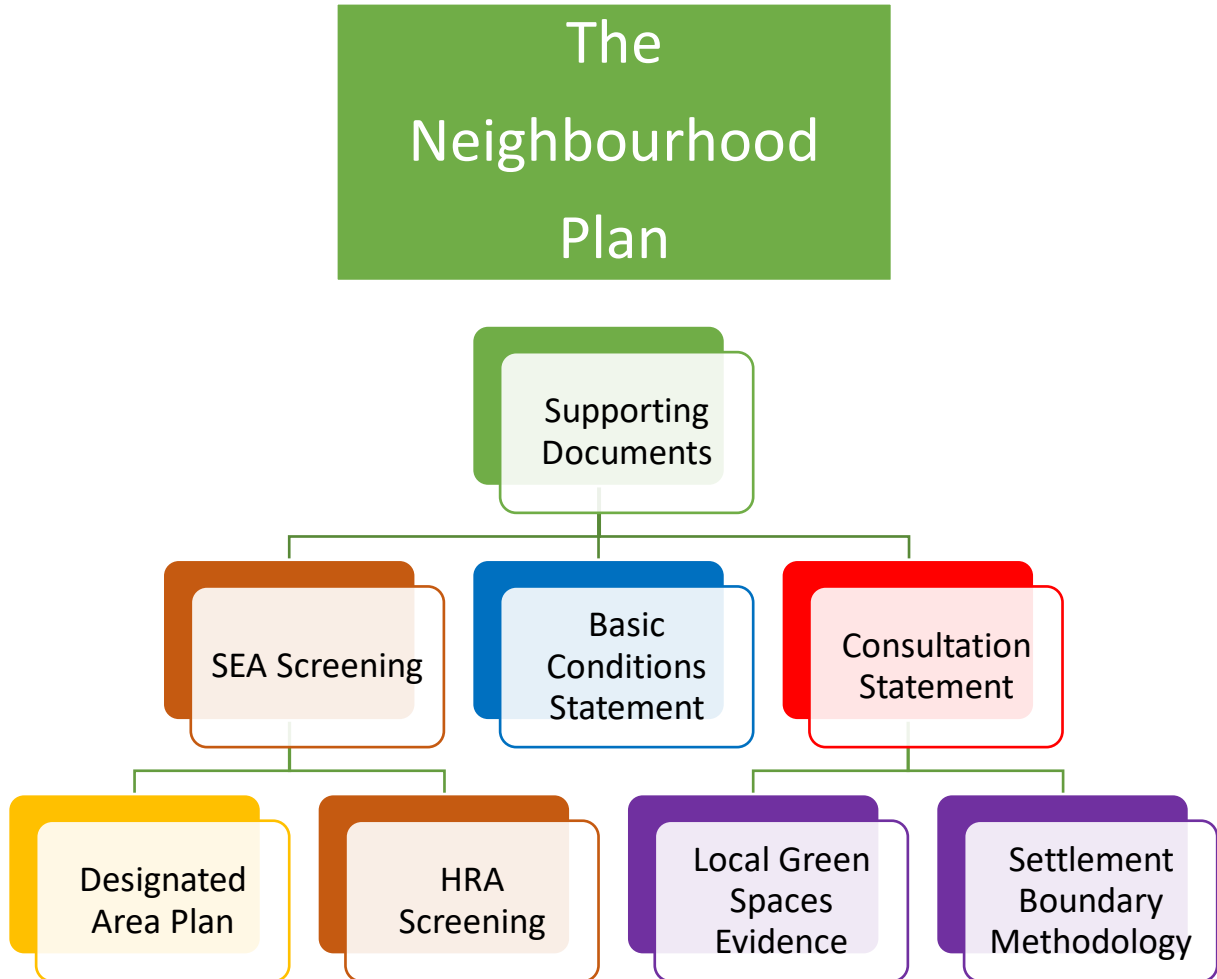 The
Neighbourhood
Plan
Supporting
Documents
SEA Screening
Basic
Conditions
Statement
Consultation
Statement
Designated
Area Plan
HRA
Screening
Local Green
Spaces
Evidence
Settlement
Boundary
Methodology